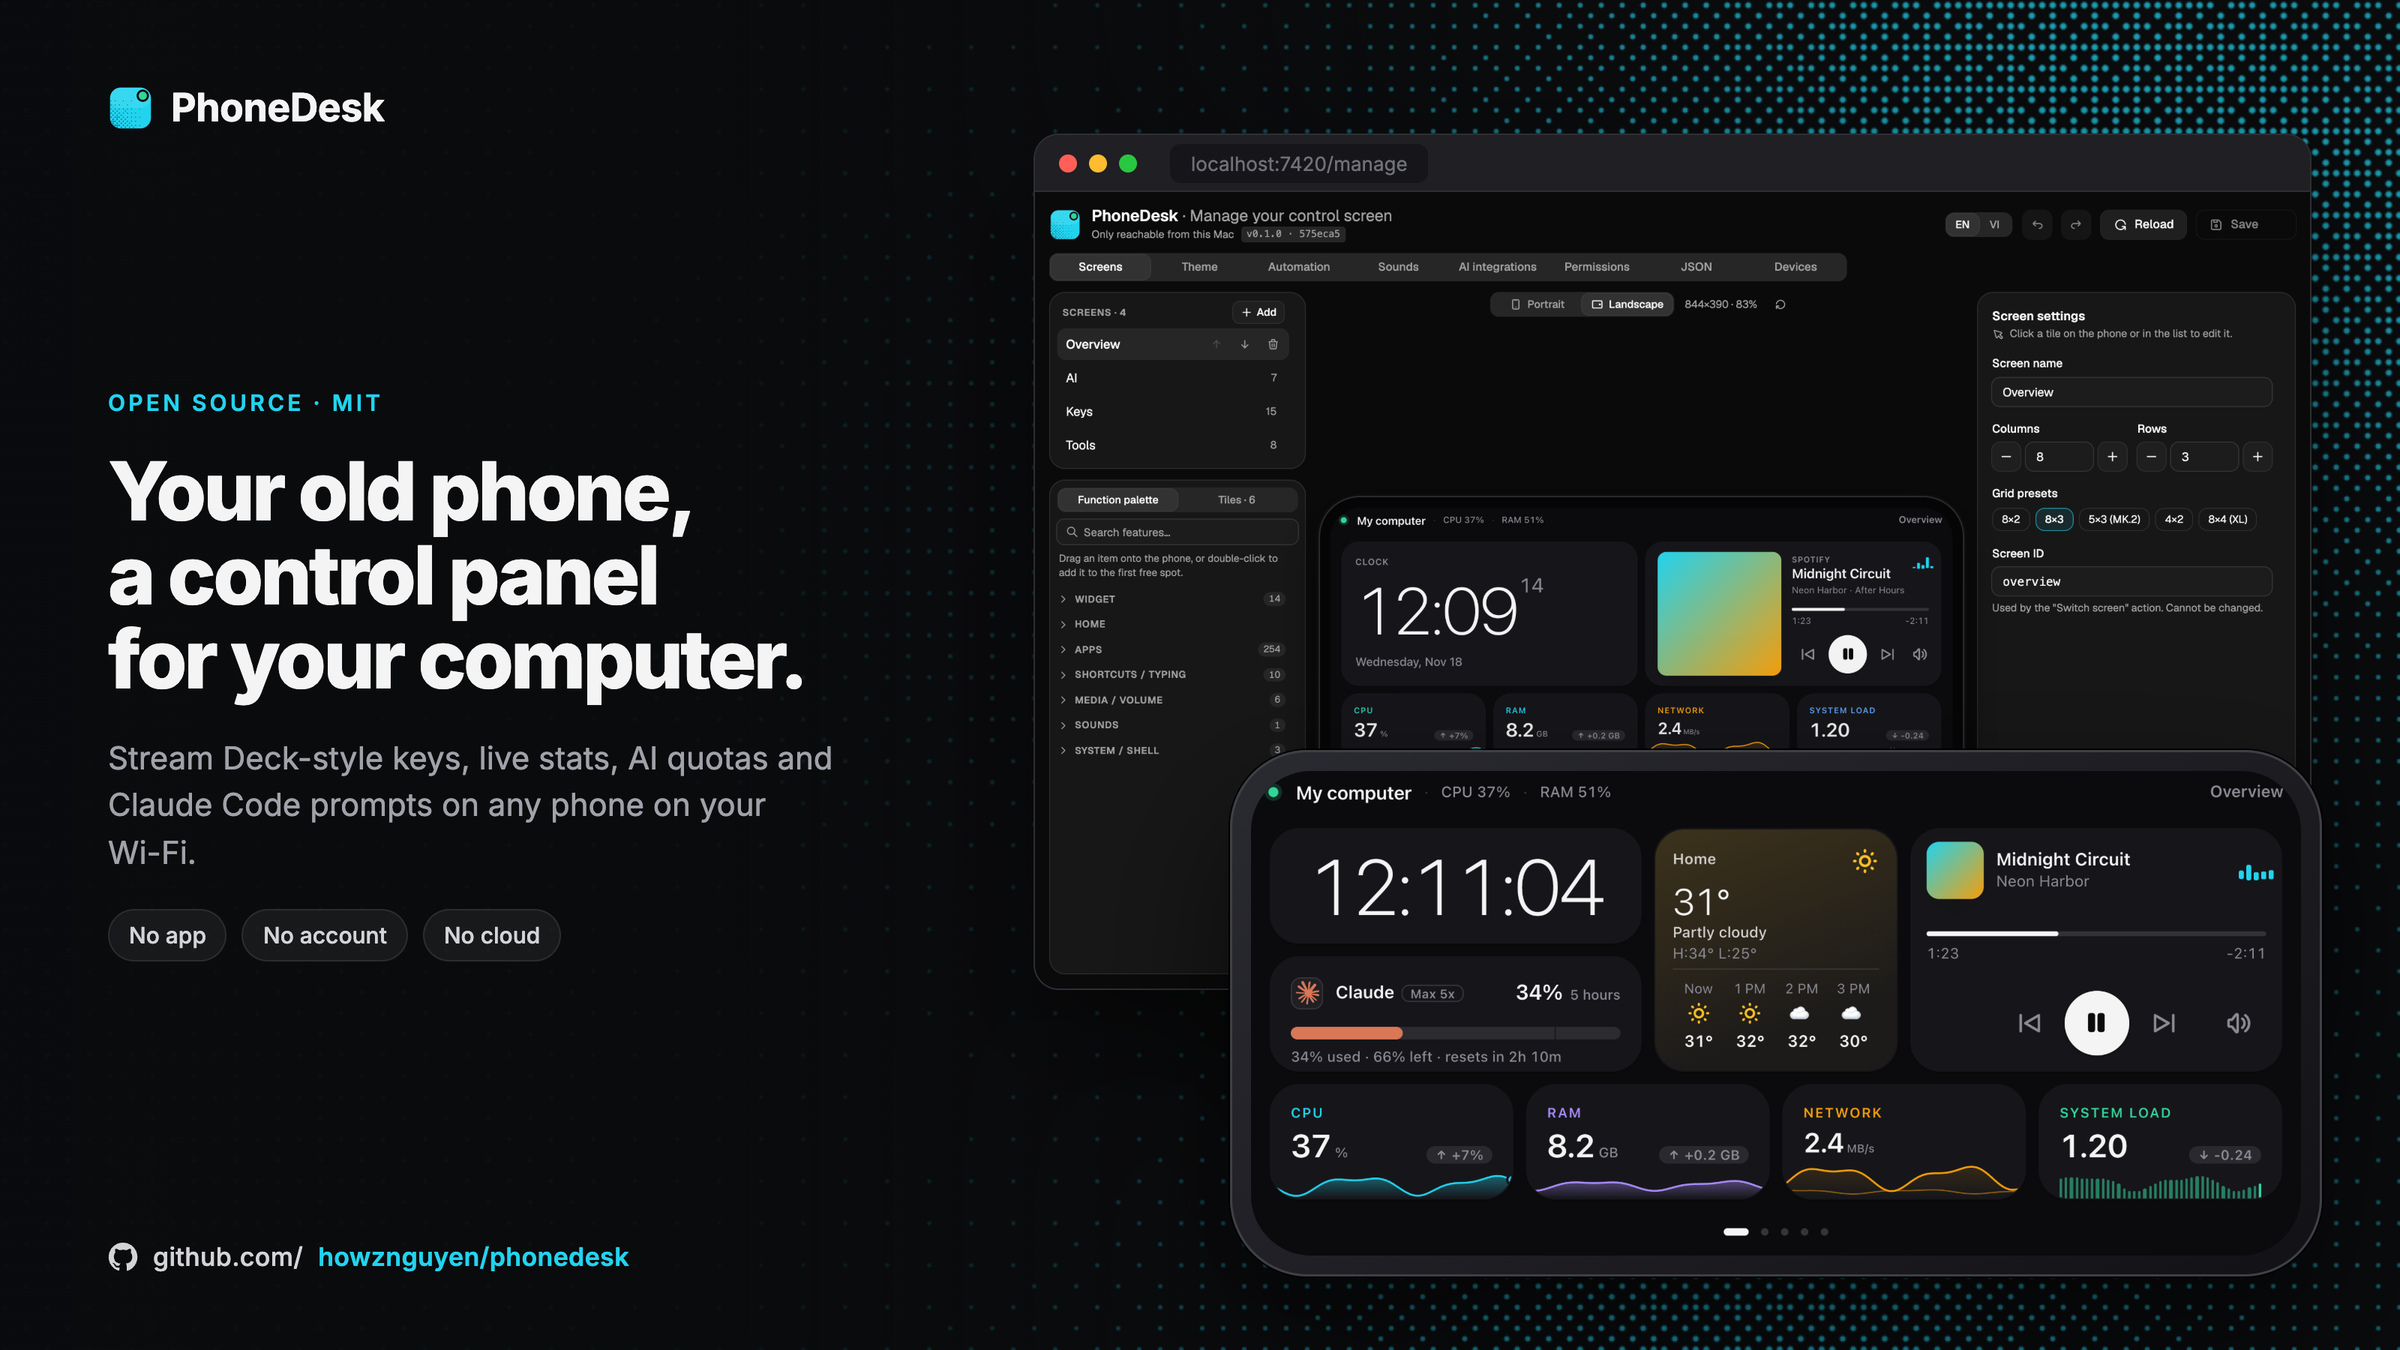 PhoneDesk
OPEN SOURCE · MIT
Your old phone,
a control panel
for your computer.
Stream Deck-style keys, live stats, AI quotas and
Claude Code prompts on any phone on your
Wi-Fi.
No app No account No cloud
github.com/ howznguyen/phonedesk
localhost:7420/manage
PhoneDesk · Manage your control screen
Only reachable from this Mac v0.1.0 · 575eca5
EN VI Reload Save
Screens Theme Automation Sounds AI integrations Permissions JSON Devices
SCREENS · 4 + Add
Overview
AI 7
Keys 15
Tools 8
Function palette Tiles · 6
Search features...
Drag an item onto the phone, or double-click to
add it to the first free spot.
WIDGET 14
HOME
APPS 254
SHORTCUTS / TYPING 10
MEDIA / VOLUME 6
SOUNDS 1
SYSTEM / SHELL 3
Portrait Landscape 844×390 · 83%
My computer · CPU 37% · RAM 51% Overview
CLOCK
12:09 14
Wednesday, Nov 18
SPOTIFY
Midnight Circuit
Neon Harbor · After Hours
1:23 -2:11
CPU
37 % ↑ +7%
RAM
8.2 GB ↑ +0.2 GB
NETWORK
2.4 MB/s
SYSTEM LOAD
1.20 ↓ -0.24
Screen settings
Click a tile on the phone or in the list to edit it.
Screen name
Overview
Columns Rows
− 8 + − 3 +
Grid presets
8×2 8×3 5×3 (MK.2) 4×2 8×4 (XL)
Screen ID
overview
Used by the "Switch screen" action. Cannot be changed.
My computer · CPU 37% · RAM 51% Overview
12:11:04
Claude Max 5x 34% 5 hours
34% used · 66% left · resets in 2h 10m
Home
31°
Partly cloudy
H:34° L:25°
Now 1 PM 2 PM 3 PM
31° 32° 32° 30°
Midnight Circuit
Neon Harbor
1:23 -2:11
CPU
37 % ↑ +7%
RAM
8.2 GB ↑ +0.2 GB
NETWORK
2.4 MB/s
SYSTEM LOAD
1.20 ↓ -0.24